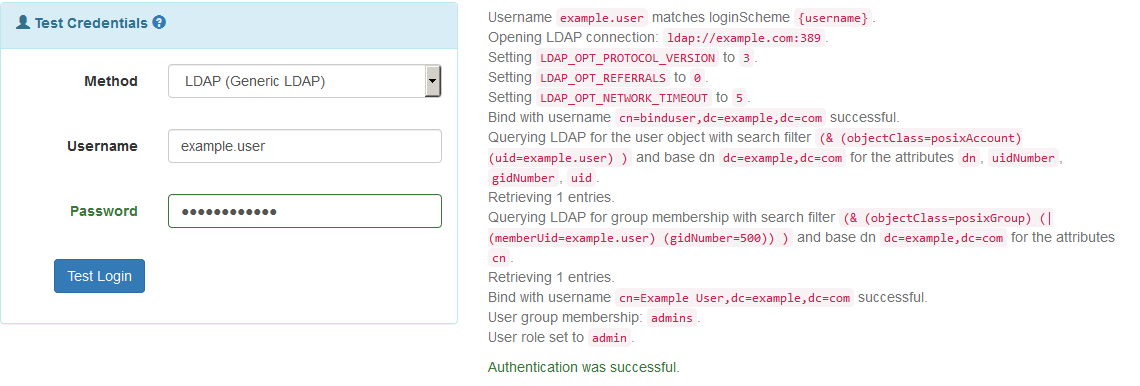 Test Credentials
Method
LDAP (Generic LDAP)
Username
example.user
Password
●●●●●●●●●●●●
Test Login
Username example.user matches loginScheme {username}.
Opening LDAP connection: ldap://example.com:389.
Setting LDAP_OPT_PROTOCOL_VERSION to 3.
Setting LDAP_OPT_REFERRALS to 0.
Setting LDAP_OPT_NETWORK_TIMEOUT to 5.
Bind with username cn=binduser,dc=example,dc=com successful.
Querying LDAP for the user object with search filter (& (objectClass=posixAccount)
(uid=example.user) ) and base dn dc=example,dc=com for the attributes dn, uidNumber,
gidNumber, uid.
Retrieving 1 entries.
Querying LDAP for group membership with search filter (& (objectClass=posixGroup) (|
(memberUid=example.user) (gidNumber=500)) ) and base dn dc=example,dc=com for the attributes
cn.
Retrieving 1 entries.
Bind with username cn=Example User,dc=example,dc=com successful.
User group membership: admins.
User role set to admin.
Authentication was successful.